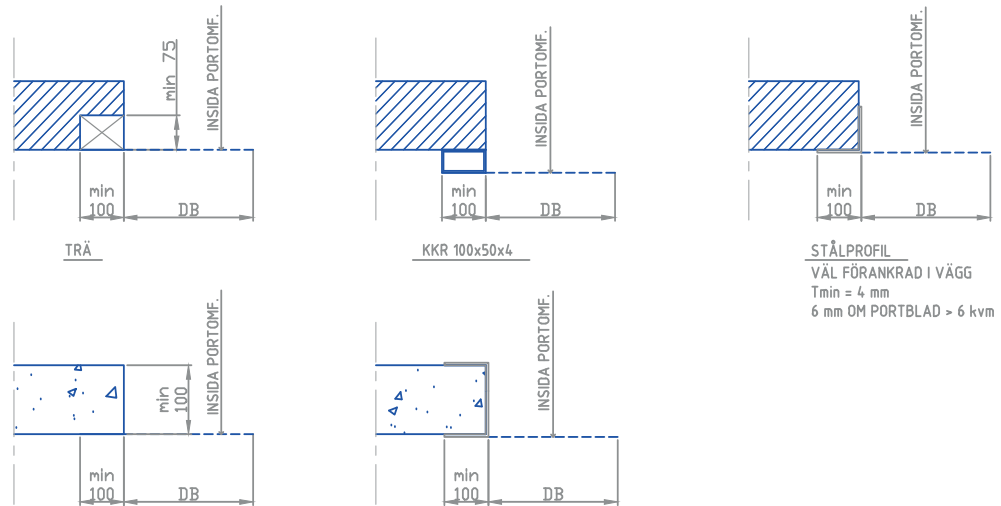 min 75
INSIDA PORTOMF.
min
100
DB
TRÄ
INSIDA PORTOMF.
min
100
DB
KKR 100x50x4
INSIDA PORTOMF.
min
100
DB
STÅLPROFIL
VÄL FÖRANKRAD I VÄGG
Tmin = 4 mm
6 mm OM PORTBLAD > 6 kvm
min
100
INSIDA PORTOMF.
min
100
DB
INSIDA PORTOMF.
min
100
DB